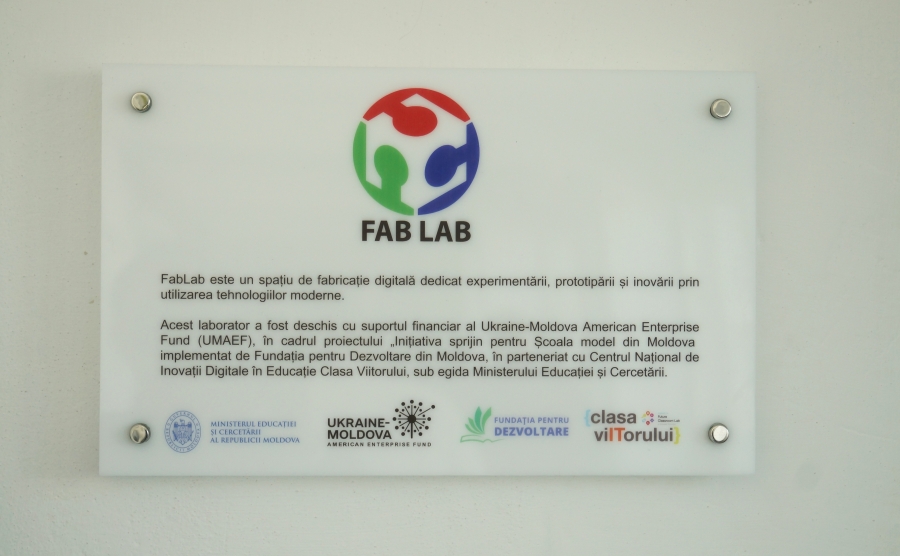 FAB LAB
FabLab este un spațiu de fabricație digitală dedicat experimentării, prototipării și inovării prin
utilizarea tehnologiilor moderne.
Acest laborator a fost deschis cu suportul financiar al Ukraine-Moldova American Enterprise
Fund (UMAEF), în cadrul proiectului „Inițiativa sprijin pentru Școala model din Moldova
implementat de Fundația pentru Dezvoltare din Moldova, în parteneriat cu Centrul Național de
Inovații Digitale în Educație Clasa Viitorului, sub egida Ministerului Educației și Cercetării.
MINISTERUL EDUCAȚIEI
ȘI CERCETĂRII
AL REPUBLICII MOLDOVA
UKRAINE-
MOLDOVA
AMERICAN ENTERPRISE FUND
FUNDAȚIA PENTRU
DEZVOLTARE
{clasa
viITorului}